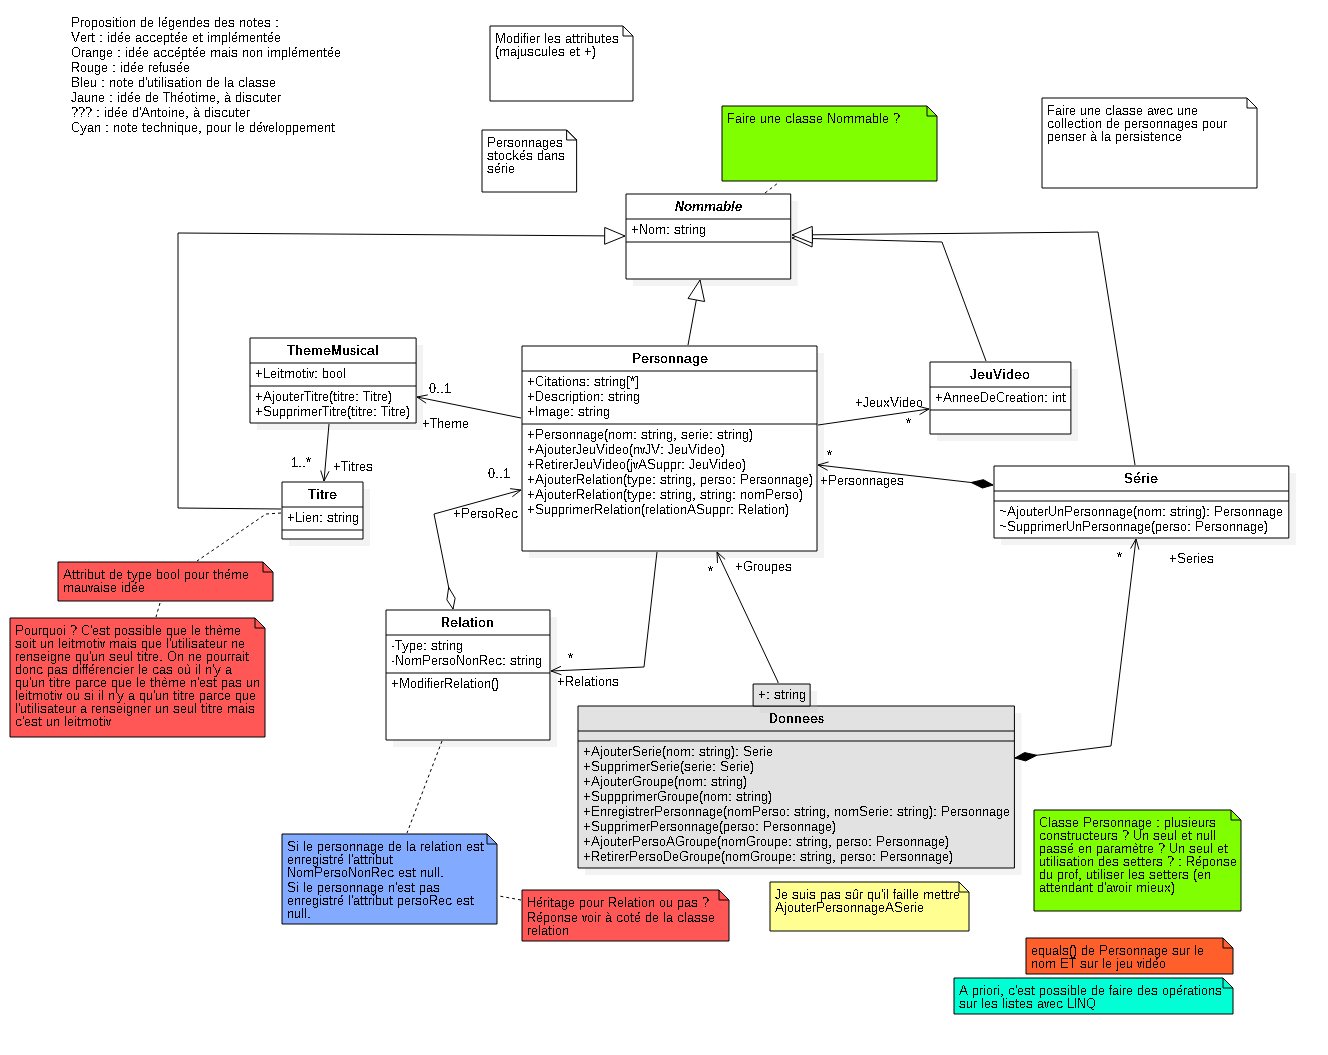 Proposition de légendes des notes :
Vert : idée acceptée et implémentée
Orange : idée accéptée mais non implémentée
Rouge : idée refusée
Bleu : note d'utilisation de la classe
Jaune : idée de Théotime, à discuter
??? : idée d'Antoine, à discuter
Cyan : note technique, pour le développement
Modifier les attributes
(majuscules et +)
Personnages
stockés dans
série
Faire une classe Nommable ?
Faire une classe avec une
collection de personnages pour
penser à la persistence
Nommable
+Nom: string
ThemeMusical
+Leitmotiv: bool
+AjouterTitre(titre: Titre)
+SupprimerTitre(titre: Titre)
0..1
+Theme
1..*
+Titres
Titre
+Lien: string
Personnage
+Citations: string[*]
+Description: string
+Image: string
+Personnage(nom: string, serie: string)
+AjouterJeuVideo(nvJV: JeuVideo)
+RetirerJeuVideo(jvASuppr: JeuVideo)
+AjouterRelation(type: string, perso: Personnage)
+AjouterRelation(type: string, string: nomPerso)
+SupprimerRelation(relationASuppr: Relation)
+JeuxVideo
*
JeuVideo
+AnneeDeCreation: int
*
+Personnages
Série
~AjouterUnPersonnage(nom: string): Personnage
~SupprimerUnPersonnage(perso: Personnage)
0..1
+PersoRec
*
+Groupes
*
+Series
Attribut de type bool pour théme
mauvaise idée
Pourquoi ? C'est possible que le thème
soit un leitmotiv mais que l'utilisateur ne
renseigne qu'un seul titre. On ne pourrait
donc pas différencier le cas où il n'y a
qu'un titre parce que le thème n'est pas un
leitmotiv ou si il n'y a qu'un titre parce que
l'utilisateur a renseigner un seul titre mais
c'est un leitmotiv
Relation
-Type: string
-NomPersoNonRec: string
+ModifierRelation()
*
+Relations
+: string
Donnees
+AjouterSerie(nom: string): Serie
+SupprimerSerie(serie: Serie)
+AjouterGroupe(nom: string)
+SuppprimerGroupe(nom: string)
+EnregistrerPersonnage(nomPerso: string, nomSerie: string): Personnage
+SupprimerPersonnage(perso: Personnage)
+AjouterPersoAGroupe(nomGroupe: string, perso: Personnage)
+RetirerPersoDeGroupe(nomGroupe: string, perso: Personnage)
Si le personnage de la relation est
enregistré l'attribut
NomPersoNonRec est null.
Si le personnage n'est pas
enregistré l'attribut persoRec est
null.
Héritage pour Relation ou pas ?
Réponse voir à coté de la classe
relation
Je suis pas sûr qu'il faille mettre
AjouterPersonnageASerie
Classe Personnage : plusieurs
constructeurs ? Un seul et null
passé en paramètre ? Un seul et
utilisation des setters ? : Réponse
du prof, utiliser les setters (en
attendant d'avoir mieux)
equals() de Personnage sur le
nom ET sur le jeu vidéo
A priori, c'est possible de faire des opérations
sur les listes avec LINQ